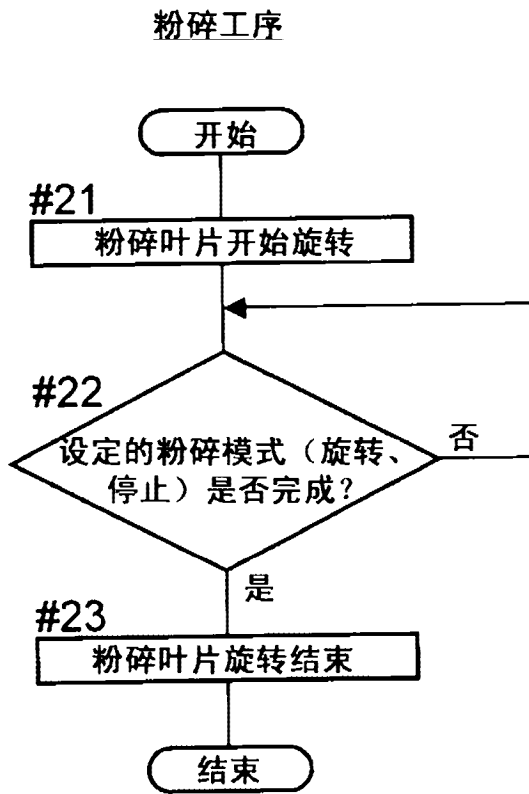 粉碎工序
开始
#21
粉碎叶片开始旋转
#22
设定的粉碎模式（旋转、
停止）是否完成？
否
是
#23
粉碎叶片旋转结束
结束